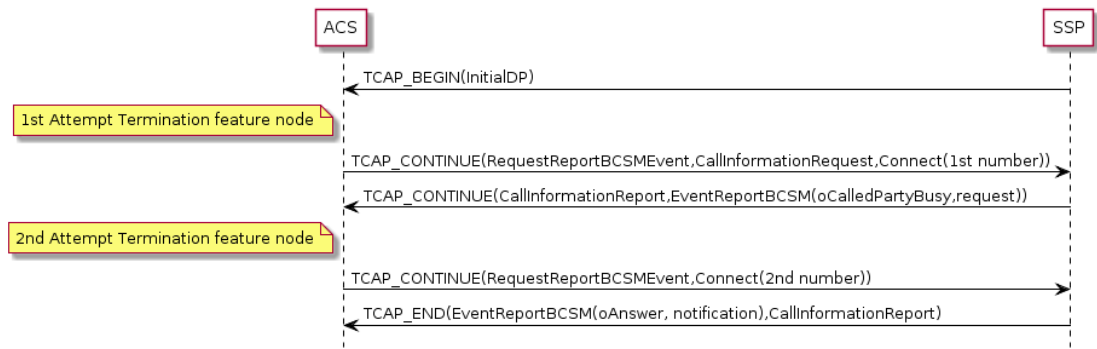 ACS
SSP
TCAP_BEGIN(InitialDP)
1st Attempt Termination feature node
TCAP_CONTINUE(RequestReportBCSMEvent,CallInformationRequest,Connect(1st number))
TCAP_CONTINUE(CallInformationReport,EventReportBCSM(oCalledPartyBusy,request))
2nd Attempt Termination feature node
TCAP_CONTINUE(RequestReportBCSMEvent,Connect(2nd number))
TCAP_END(EventReportBCSM(oAnswer, notification),CallInformationReport)